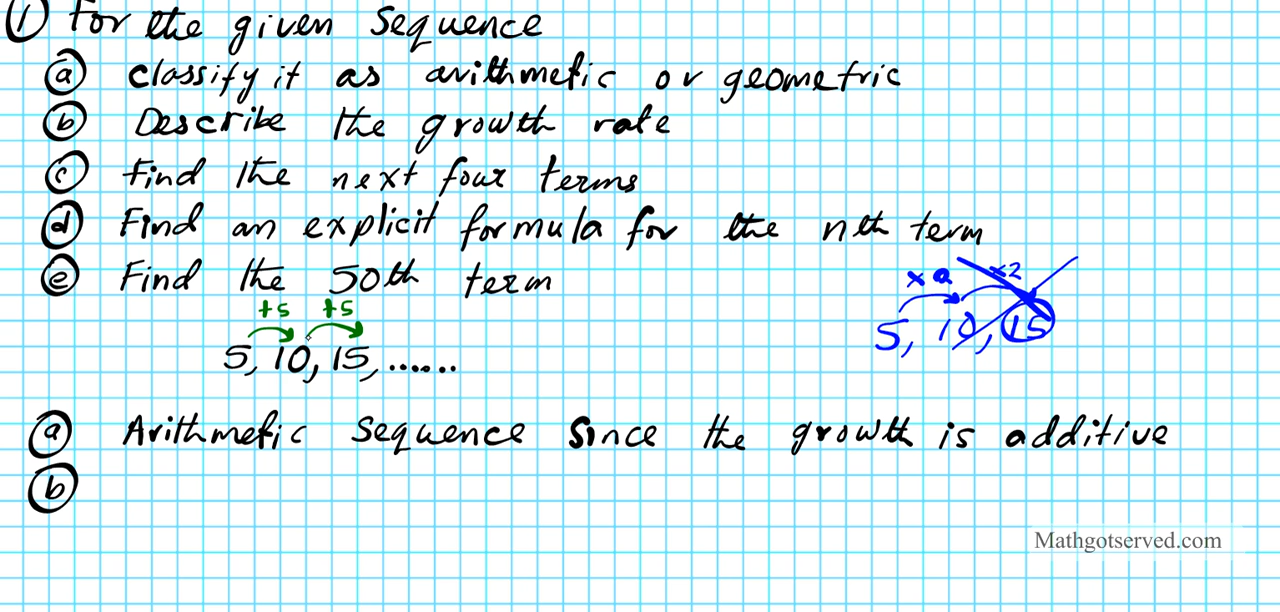 ① For the given Sequence
ⓐ classify it as arithmetic or geometric
ⓑ Describe the growth rate
ⓒ Find the next four terms
ⓓ Find an explicit formula for the nth term
ⓔ Find the 50th term
×2 ×2
+5 +5
5, 10, 15
5, 10, 15, ......
ⓐ Arithmetic Sequence Since the growth is additive
ⓑ
Mathgotserved.com